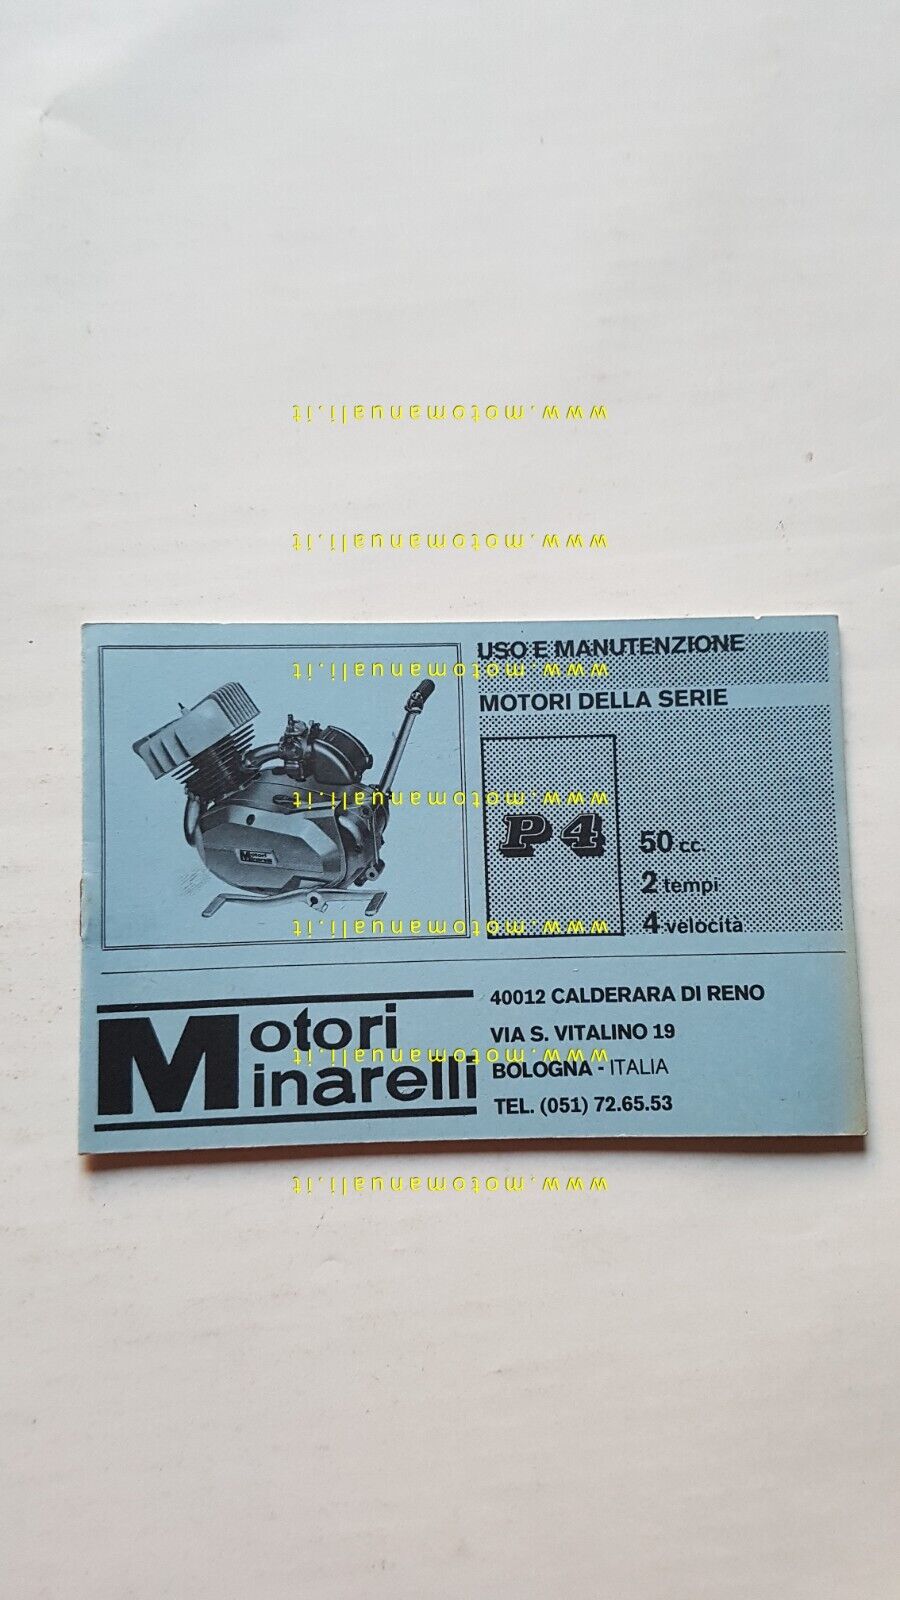 www.motomanuali.it
www.motomanuali.it
USO E MANUTENZIONE
www.motomanuali.it
MOTORI DELLA SERIE
www.motomanuali.it
P4
50 cc.
2 tempi
4 velocità
Motori Minarelli
www.motomanuali.it
Motori
Minarelli
40012 CALDERARA DI RENO
VIA S. VITALINO 19
BOLOGNA - ITALIA
TEL. (051) 72.65.53
www.motomanuali.it
www.motomanuali.it